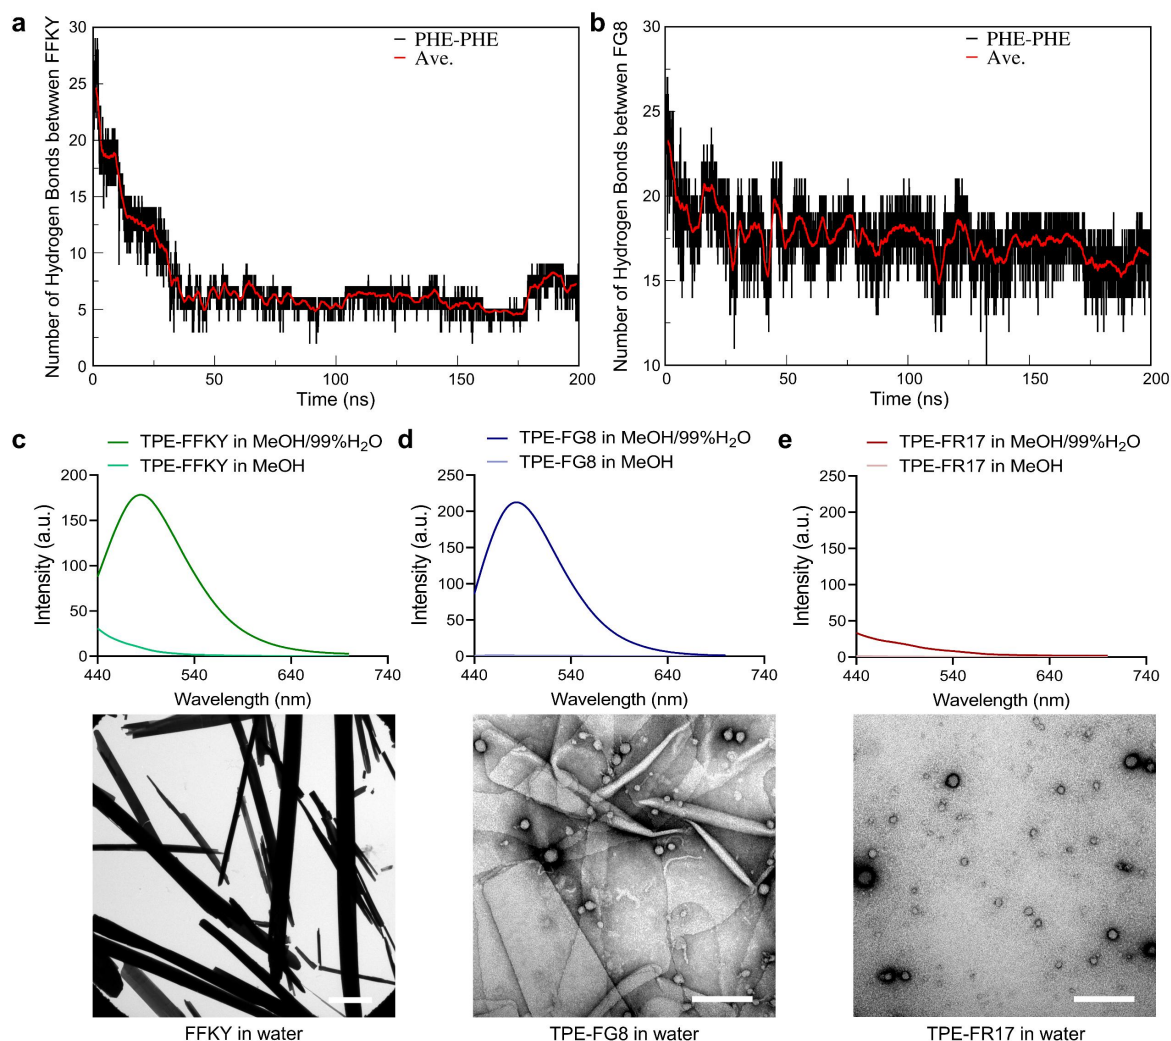 a
Number of Hydrogen Bonds betwwen FFKY
30
25
20
15
10
5
0
PHE-PHE
Ave.
0 50 100 150 200
Time (ns)
b
Number of Hydrogen Bonds betwwen FG8
30
25
20
15
10
PHE-PHE
Ave.
0 50 100 150 200
Time (ns)
c
TPE-FFKY in MeOH/99%H₂O
TPE-FFKY in MeOH
Intensity (a.u.)
200
150
100
50
0
440 540 640 740
Wavelength (nm)
FFKY in water
d
TPE-FG8 in MeOH/99%H₂O
TPE-FG8 in MeOH
Intensity (a.u.)
250
200
150
100
50
0
440 540 640 740
Wavelength (nm)
TPE-FG8 in water
e
TPE-FR17 in MeOH/99%H₂O
TPE-FR17 in MeOH
Intensity (a.u.)
250
200
150
100
50
0
440 540 640 740
Wavelength (nm)
TPE-FR17 in water